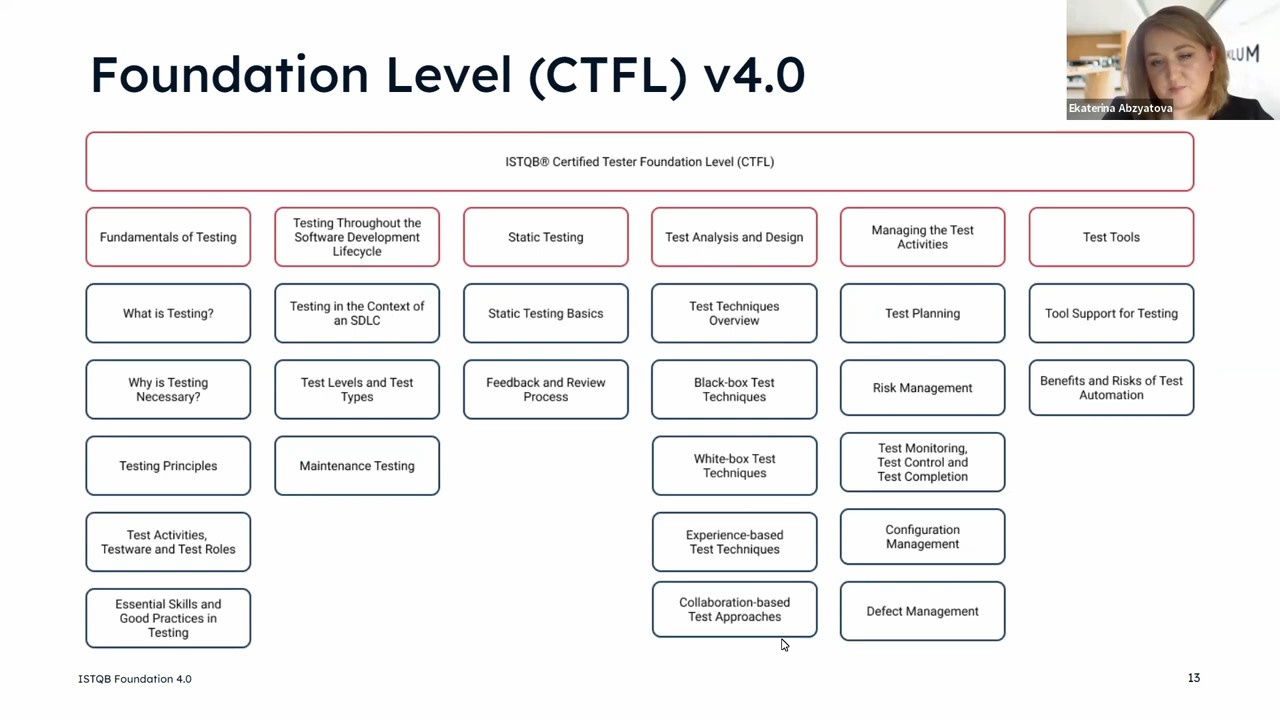 Foundation Level (CTFL) v4.0
Ekaterina Abzyatova
ISTQB® Certified Tester Foundation Level (CTFL)
Fundamentals of Testing
Testing Throughout the
Software Development
Lifecycle
Static Testing
Test Analysis and Design
Managing the Test
Activities
Test Tools
What is Testing?
Testing in the Context of
an SDLC
Static Testing Basics
Test Techniques
Overview
Test Planning
Tool Support for Testing
Why is Testing
Necessary?
Test Levels and Test
Types
Feedback and Review
Process
Black-box Test
Techniques
Risk Management
Benefits and Risks of Test
Automation
Testing Principles
Maintenance Testing
White-box Test
Techniques
Test Monitoring,
Test Control and
Test Completion
Test Activities,
Testware and Test Roles
Experience-based
Test Techniques
Configuration
Management
Essential Skills and
Good Practices in
Testing
Collaboration-based
Test Approaches
Defect Management
ISTQB Foundation 4.0
13